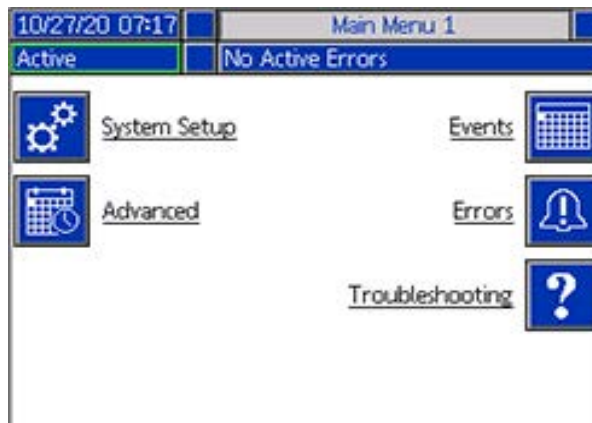 10/27/20 07:17 Main Menu 1
Active No Active Errors
System Setup Events
Advanced Errors
Troubleshooting
?